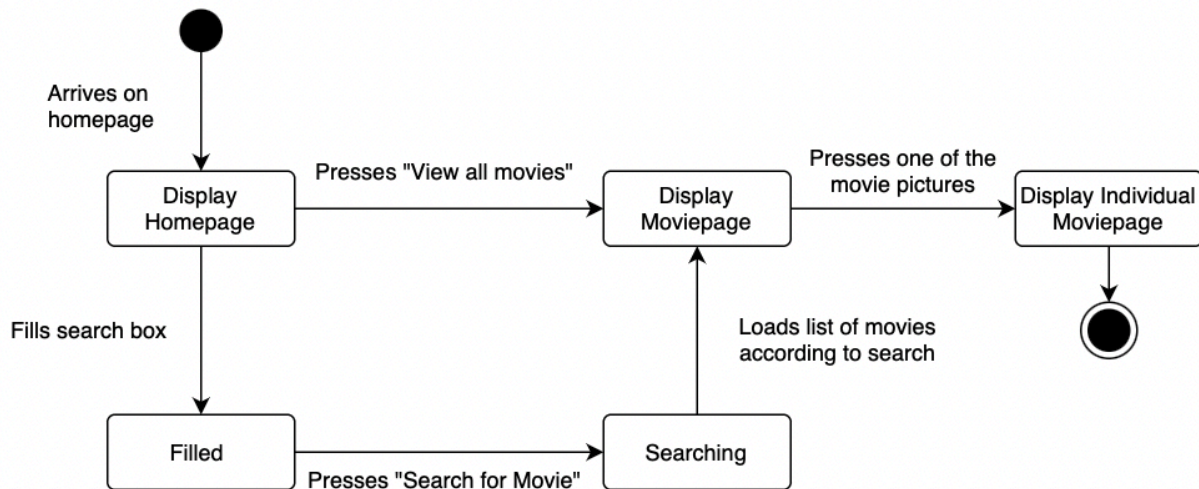 Arrives on
homepage
Display
Homepage
Presses "View all movies"
Display
Moviepage
Presses one of the
movie pictures
Display Individual
Moviepage
Fills search box
Loads list of movies
according to search
Filled
Presses "Search for Movie"
Searching